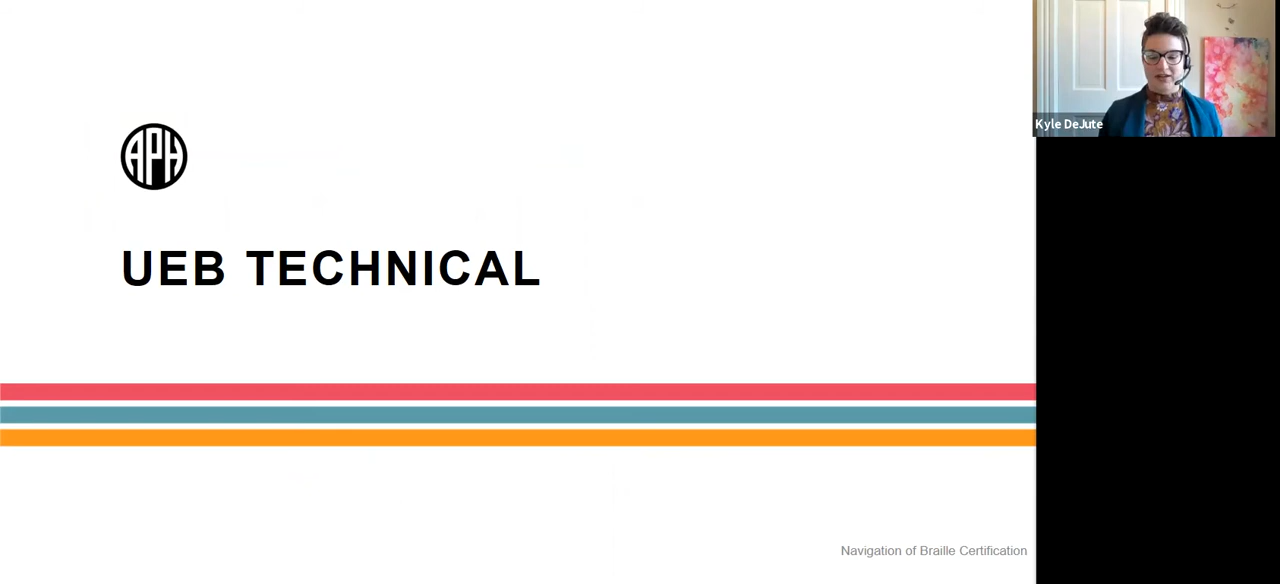 APH
UEB TECHNICAL
Navigation of Braille Certification
Kyle DeJute